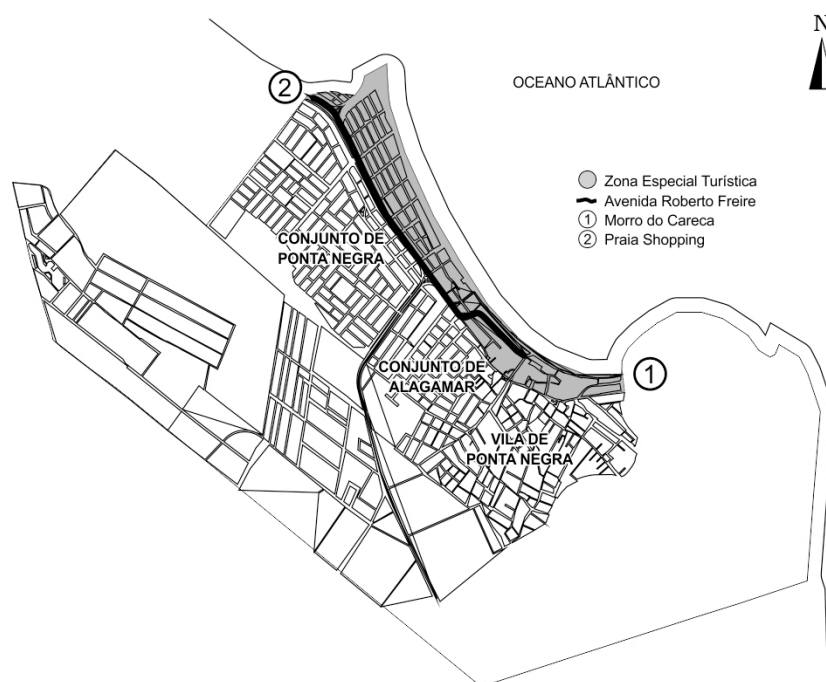 N
2
OCEANO ATLÂNTICO
Zona Especial Turística
Avenida Roberto Freire
1 Morro do Careca
2 Praia Shopping
CONJUNTO DE
PONTA NEGRA
CONJUNTO DE
ALAGAMAR
1
VILA DE
PONTA NEGRA